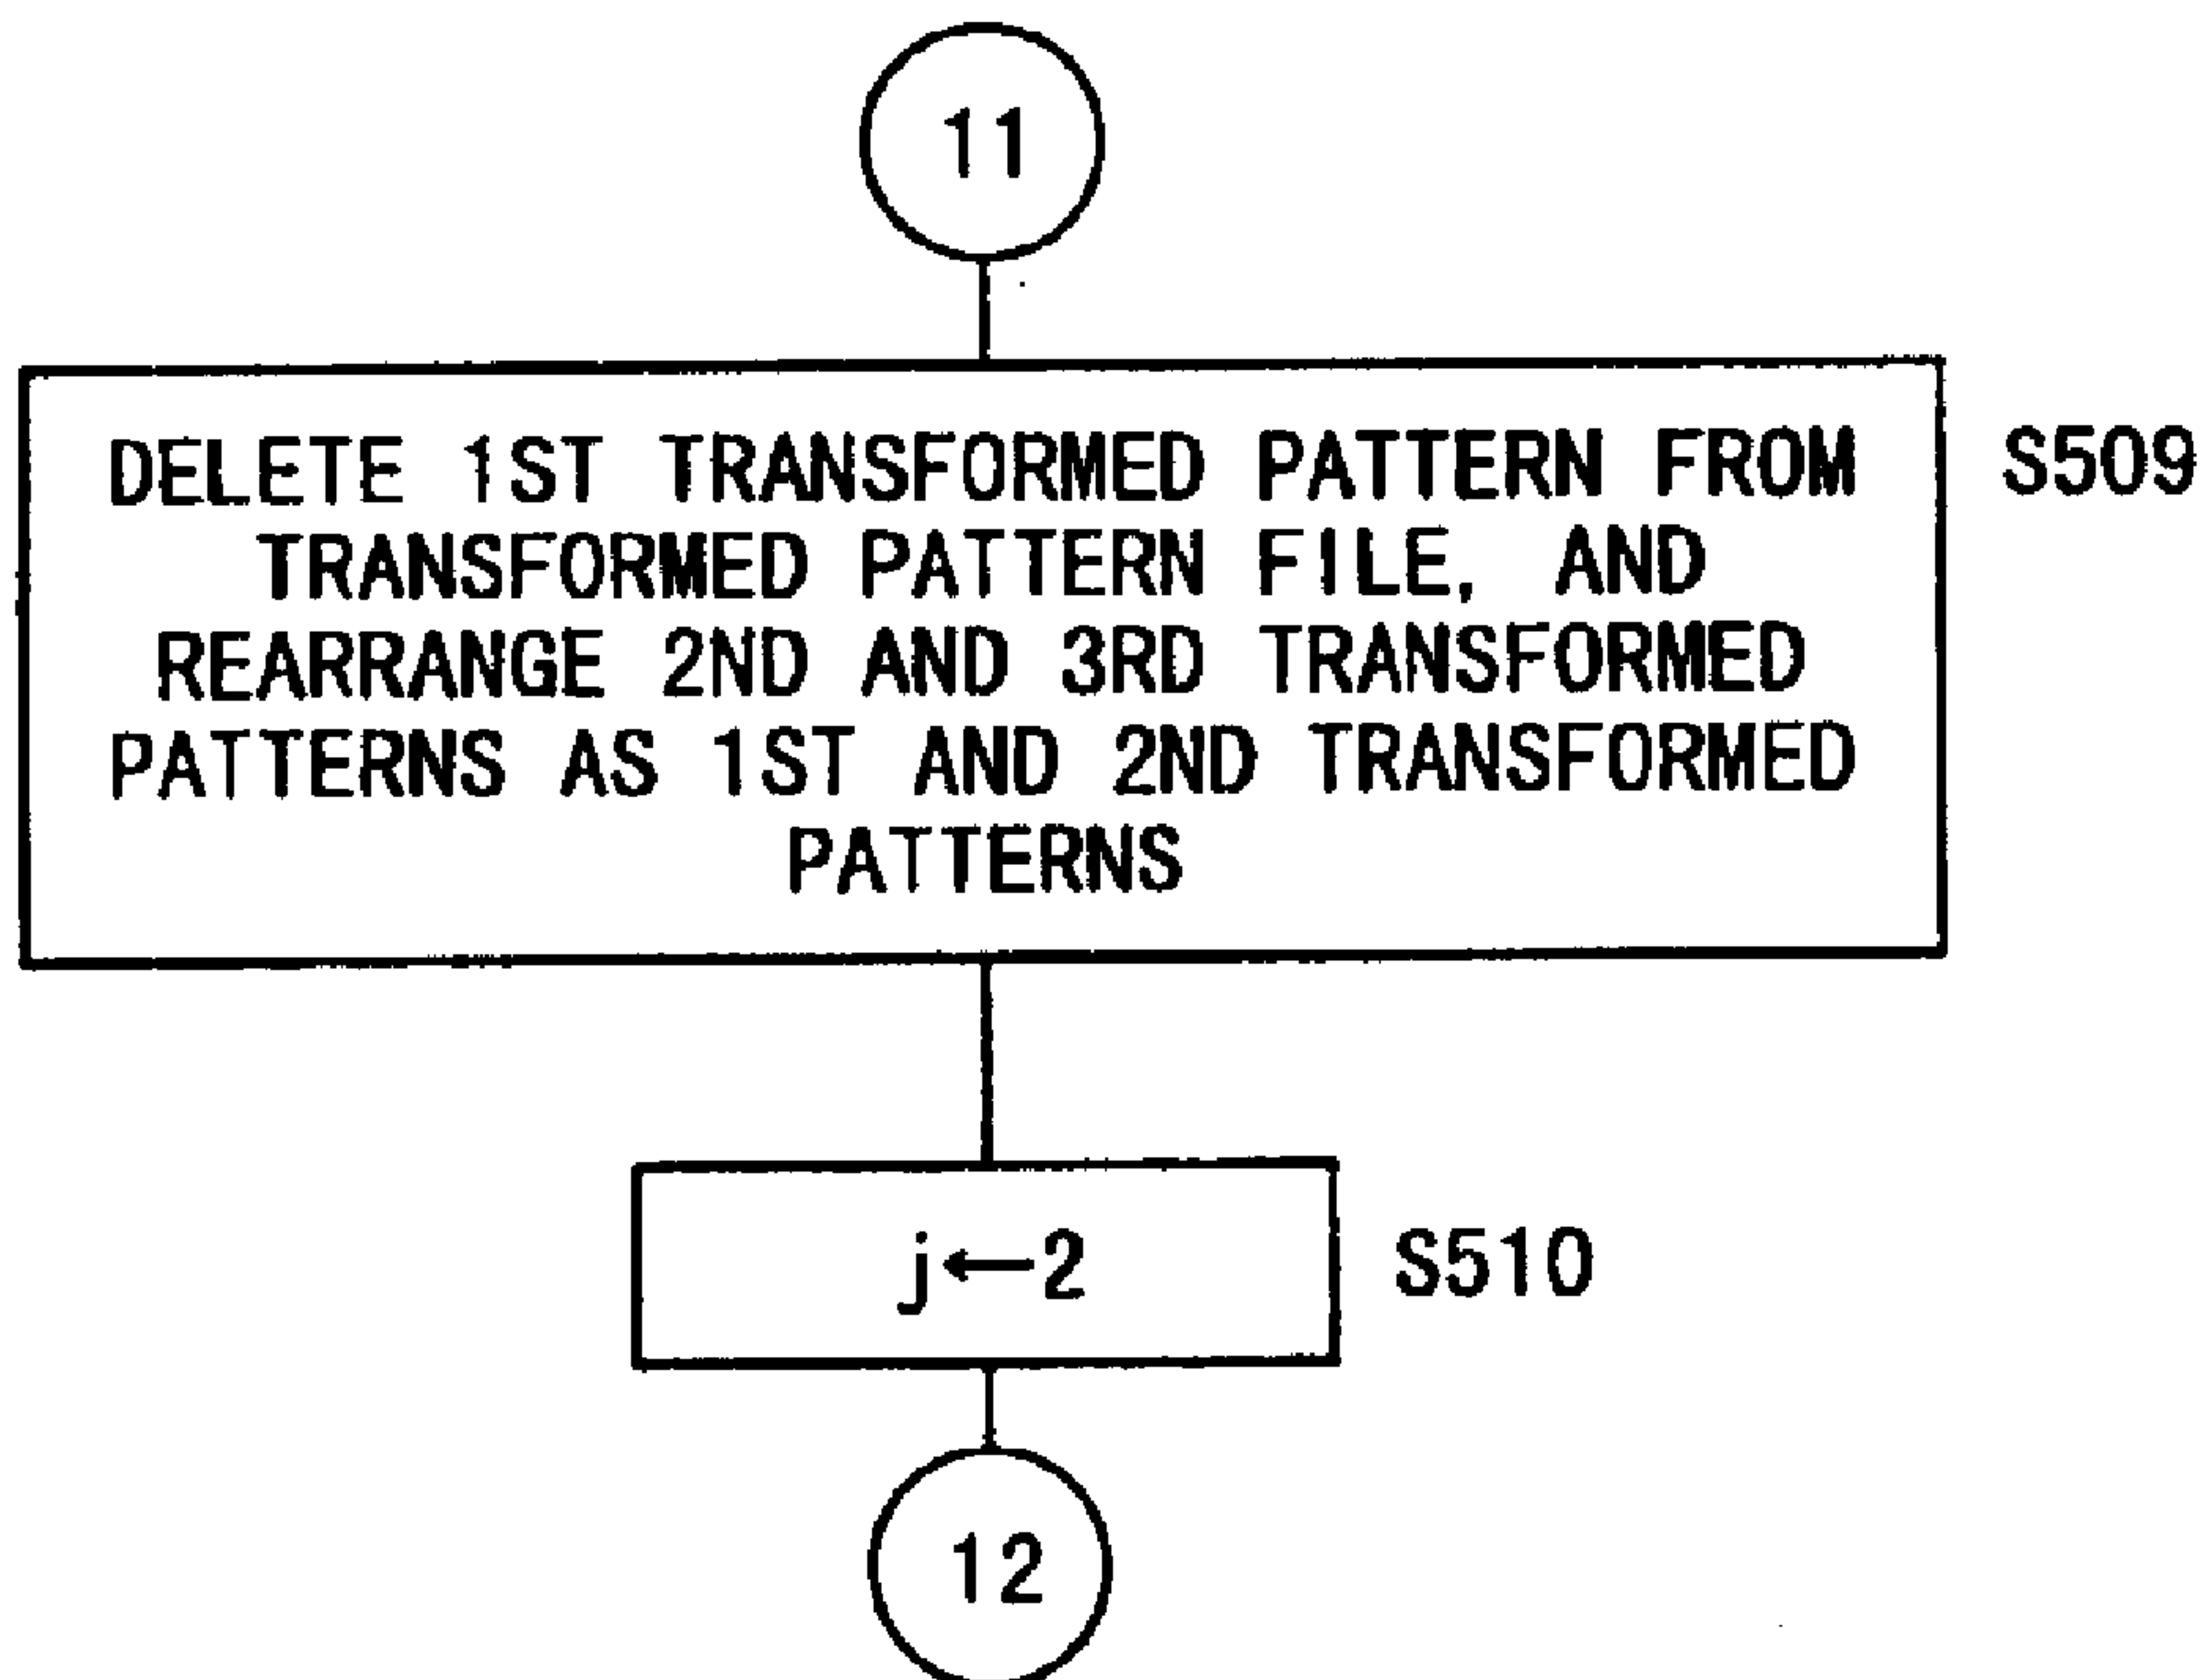 11
DELETE 1ST TRANSFORMED PATTERN FROM
TRANSFORMED PATTERN FILE, AND
REARRANGE 2ND AND 3RD TRANSFORMED
PATTERNS AS 1ST AND 2ND TRANSFORMED
PATTERNS
S509
j←2
S510
12